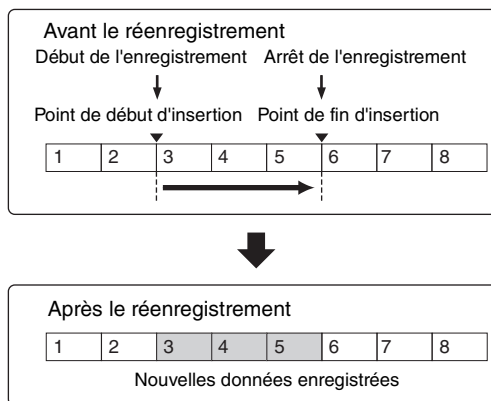 Avant le réenregistrement
Début de l'enregistrement Arrêt de l'enregistrement
Point de début d'insertion Point de fin d'insertion
1 2 3 4 5 6 7 8
Après le réenregistrement
1 2 3 4 5 6 7 8
Nouvelles données enregistrées